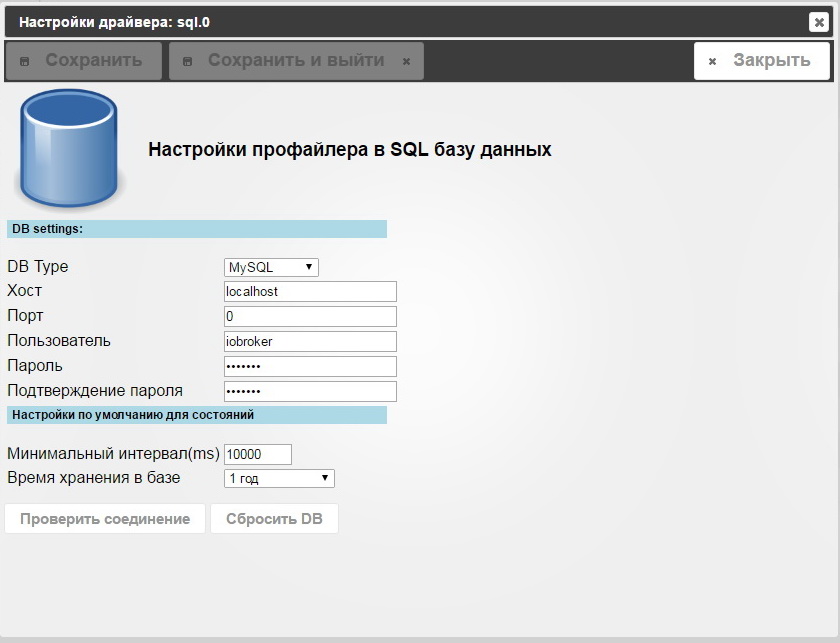 Настройки драйвера: sql.0
Сохранить Сохранить и выйти Закрыть
Настройки профайлера в SQL базу данных
DB settings:
DB Type MySQL
Хост localhost
Порт 0
Пользователь iobroker
Пароль •••••••
Подтверждение пароля •••••••
Настройки по умолчанию для состояний
Минимальный интервал(ms) 10000
Время хранения в базе 1 год
Проверить соединение Сбросить DB